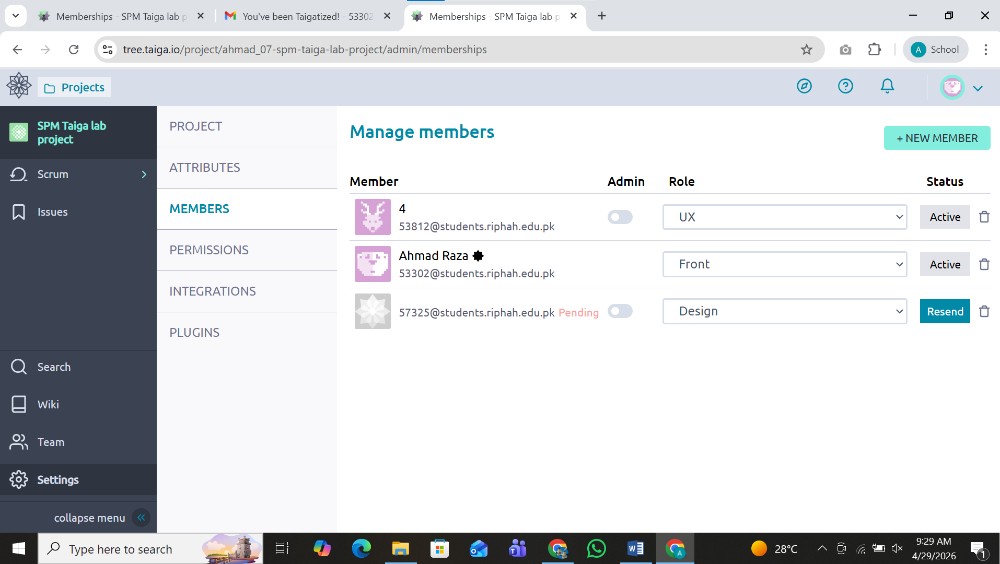 Memberships - SPM Taiga lab p
You've been Taigatized! - 53302
Memberships - SPM Taiga lab p
tree.taiga.io/project/ahmad_07-spm-taiga-lab-project/admin/memberships
A
School
Projects
SPM Taiga lab
project
Scrum
Issues
Search
Wiki
Team
Settings
collapse menu
PROJECT
ATTRIBUTES
MEMBERS
PERMISSIONS
INTEGRATIONS
PLUGINS
Manage members
+ NEW MEMBER
Member Admin Role Status
4
53812@students.riphah.edu.pk
UX
Active
Ahmad Raza
53302@students.riphah.edu.pk
Front
Active
57325@students.riphah.edu.pk Pending
Design
Resend
Type here to search
28°C
9:29 AM
4/29/2026
1